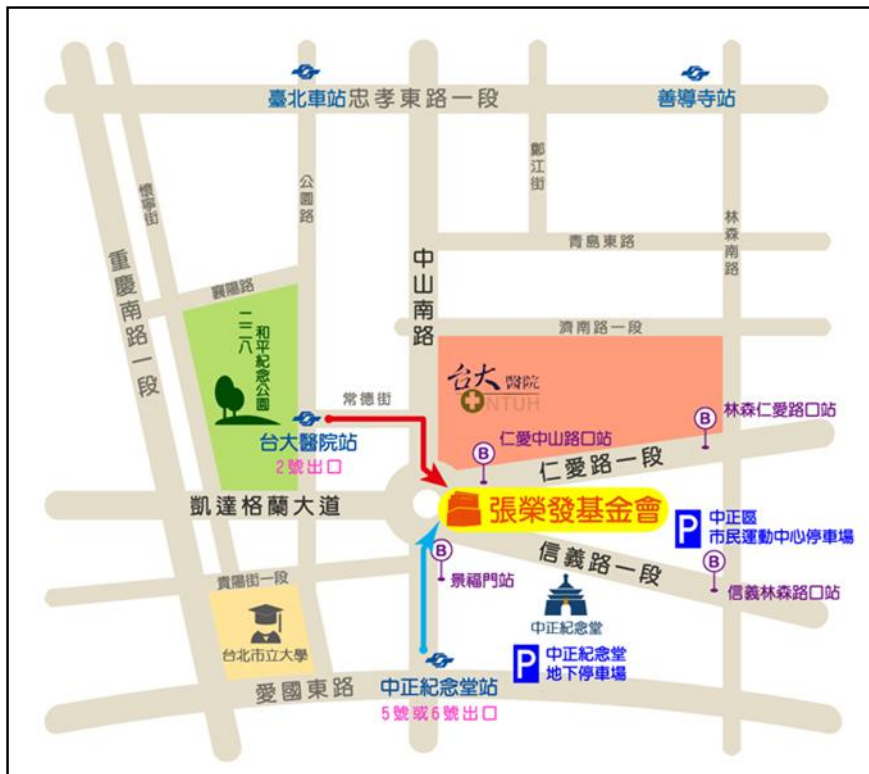 臺北車站
忠孝東路一段
善導寺站
懷寧街
公園路
鄭江街
林森南路
青島東路
重慶南路一段
中山南路
襄陽路
濟南路一段
二二八
和平紀念公園
台大醫院
NTUH
常德街
林森仁愛路口站
B
仁愛中山路口站
B
台大醫院站
2號出口
仁愛路一段
凱達格蘭大道
張榮發基金會
P
中正區
市民運動中心停車場
信義路一段
B
景福門站
B
信義林森路口站
貴陽街一段
中正紀念堂
台北市立大學
P
中正紀念堂
地下停車場
愛國東路
中正紀念堂站
5號或6號出口